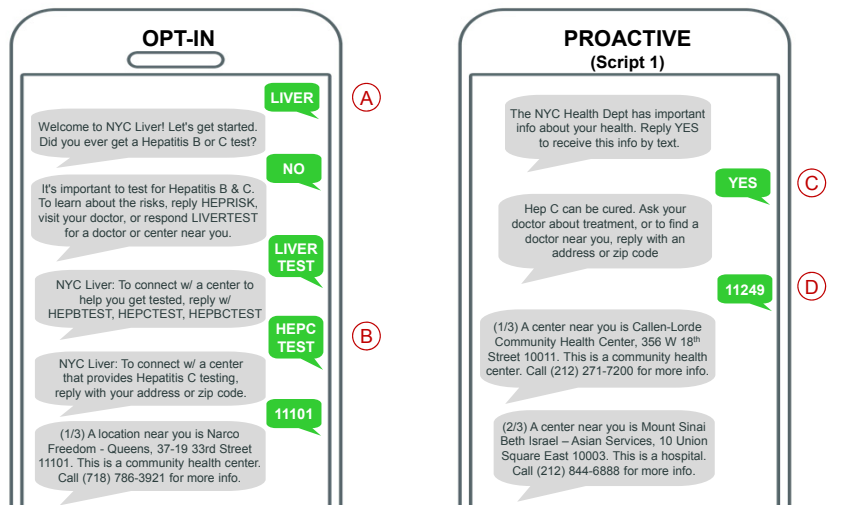 OPT-IN
LIVER
A
Welcome to NYC Liver! Let's get started.
Did you ever get a Hepatitis B or C test?
NO
It's important to test for Hepatitis B & C.
To learn about the risks, reply HEPRISK,
visit your doctor, or respond LIVERTEST
for a doctor or center near you.
LIVER
TEST
NYC Liver: To connect w/ a center to
help you get tested, reply w/
HEPBTEST, HEPCTEST, HEPBCTEST
HEPC
TEST
B
NYC Liver: To connect w/ a center
that provides Hepatitis C testing,
reply with your address or zip code.
11101
(1/3) A location near you is Narco
Freedom - Queens, 37-19 33rd Street
11101. This is a community health center.
Call (718) 786-3921 for more info.
PROACTIVE
(Script 1)
The NYC Health Dept has important
info about your health. Reply YES
to receive this info by text.
YES
C
Hep C can be cured. Ask your
doctor about treatment, or to find a
doctor near you, reply with an
address or zip code
11249
D
(1/3) A center near you is Callen-Lorde
Community Health Center, 356 W 18th
Street 10011. This is a community health
center. Call (212) 271-7200 for more info.
(2/3) A center near you is Mount Sinai
Beth Israel – Asian Services, 10 Union
Square East 10003. This is a hospital.
Call (212) 844-6888 for more info.